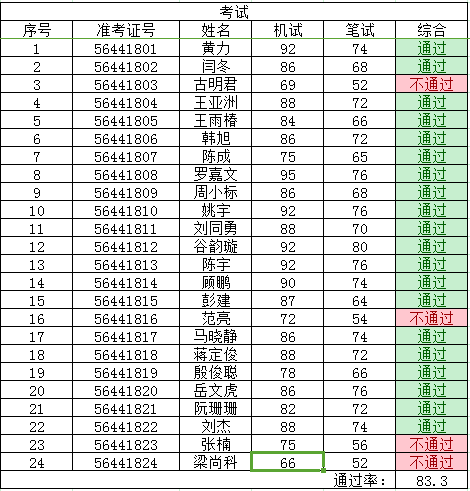 考试
序号 准考证号 姓名 机试 笔试 综合
1 56441801 黄力 92 74 通过
2 56441802 闫冬 86 68 通过
3 56441803 古明君 69 52 不通过
4 56441804 王亚洲 88 72 通过
5 56441805 王雨椿 84 66 通过
6 56441806 韩旭 86 72 通过
7 56441807 陈成 75 65 通过
8 56441808 罗嘉文 95 76 通过
9 56441809 周小标 86 68 通过
10 56441810 姚宇 92 76 通过
11 56441811 刘同勇 88 70 通过
12 56441812 谷韵璇 92 80 通过
13 56441813 陈宇 92 76 通过
14 56441814 顾鹏 90 74 通过
15 56441815 彭建 87 64 通过
16 56441816 范亮 72 54 不通过
17 56441817 马晓静 86 74 通过
18 56441818 蒋定俊 88 72 通过
19 56441819 殷俊聪 78 66 通过
20 56441820 岳文虎 86 76 通过
21 56441821 阮珊珊 82 72 通过
22 56441822 刘杰 88 74 通过
23 56441823 张楠 75 56 不通过
24 56441824 梁尚科 66 52 不通过
通过率: 83.3